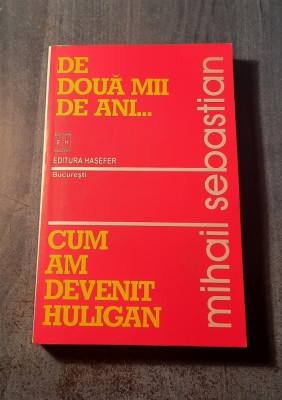 DE
DOUĂ MII
DE ANI...
EDITURA HASEFER
București
CUM
AM
DEVENIT
HULIGAN
mihail sebastian